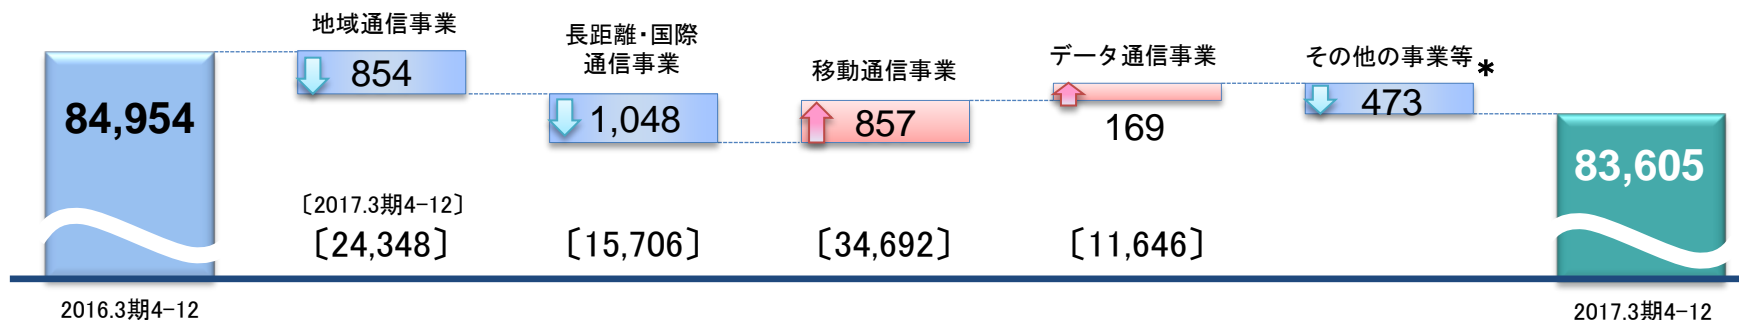 地域通信事業
854
長距離・国際
通信事業
1,048
移動通信事業
857
データ通信事業
169
その他の事業等*
473
84,954
83,605
〔2017.3期4-12〕
〔24,348〕
〔15,706〕
〔34,692〕
〔11,646〕
2016.3期4-12
2017.3期4-12